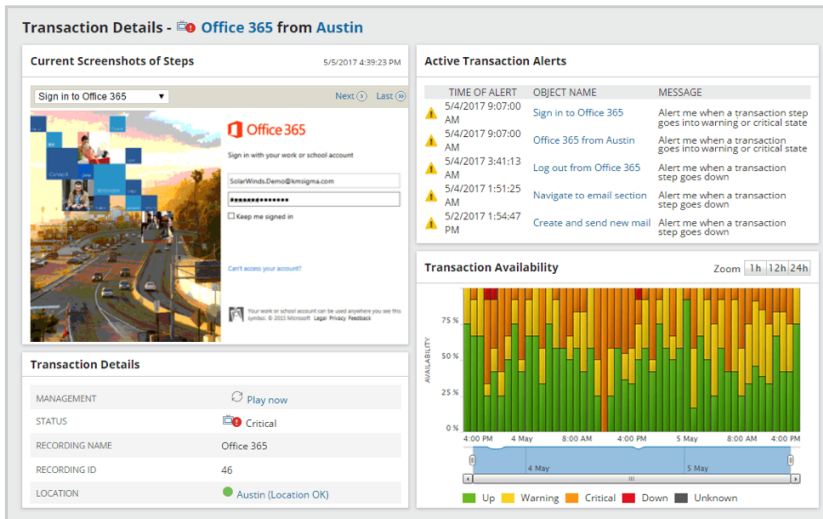 Transaction Details - Office 365 from Austin
Current Screenshots of Steps
5/5/2017 4:39:23 PM
Sign in to Office 365
Next
Last
Office 365
Sign in with your work or school account
SolarWinds.Demo@kmsigma.com
Keep me signed in
Can't access your account?
Your work or school account can be used anywhere you see this
symbol. © 2015 Microsoft Legal Privacy Feedback
Transaction Details
MANAGEMENT Play now
STATUS Critical
RECORDING NAME Office 365
RECORDING ID 46
LOCATION Austin (Location OK)
Active Transaction Alerts
TIME OF ALERT OBJECT NAME MESSAGE
5/4/2017 9:07:00 AM Sign in to Office 365 Alert me when a transaction step goes into warning or critical state
5/4/2017 9:07:00 AM Office 365 from Austin Alert me when a transaction step goes into warning or critical state
5/4/2017 3:41:13 AM Log out from Office 365 Alert me when a transaction step goes down
5/4/2017 1:51:25 AM Navigate to email section Alert me when a transaction step goes down
5/2/2017 1:54:47 PM Create and send new mail Alert me when a transaction step goes down
Transaction Availability
Zoom 1h 12h 24h
AVAILABILITY
75 %
50 %
25 %
0 %
4:00 PM 4 May 8:00 AM 4:00 PM 5 May 8:00 AM 4:00 PM
4 May 5 May
Up Warning Critical Down Unknown